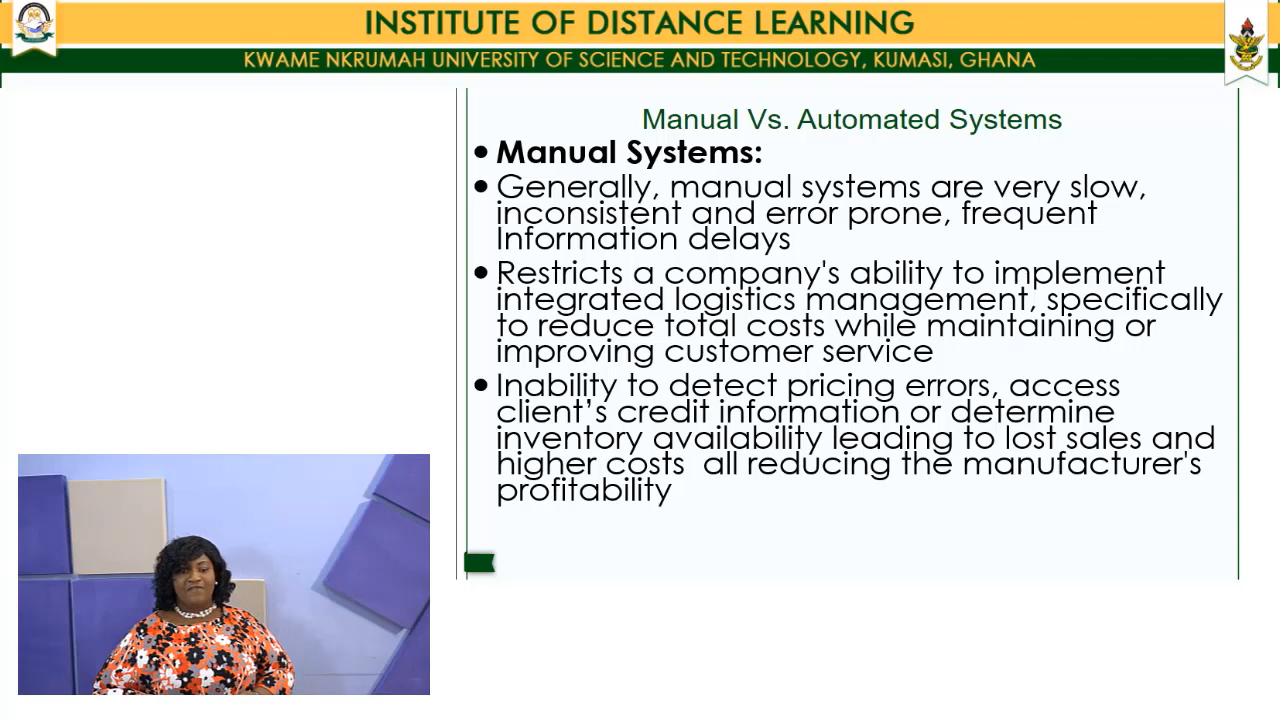 INSTITUTE OF DISTANCE LEARNING
KWAME NKRUMAH UNIVERSITY OF SCIENCE AND TECHNOLOGY, KUMASI, GHANA
Manual Vs. Automated Systems
• Manual Systems:
• Generally, manual systems are very slow,
inconsistent and error prone, frequent
Information delays
• Restricts a company's ability to implement
integrated logistics management, specifically
to reduce total costs while maintaining or
improving customer service
• Inability to detect pricing errors, access
client’s credit information or determine
inventory availability leading to lost sales and
higher costs  all reducing the manufacturer's
profitability